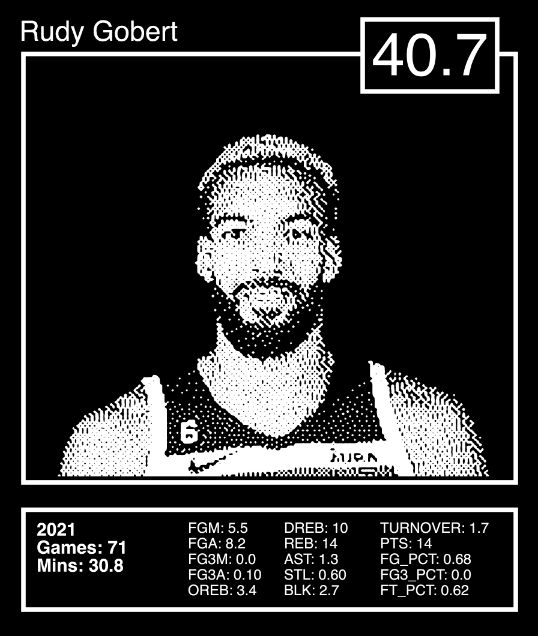 Rudy Gobert
40.7
6
2021
Games: 71
Mins: 30.8
FGM: 5.5
FGA: 8.2
FG3M: 0.0
FG3A: 0.10
OREB: 3.4
DREB: 10
REB: 14
AST: 1.3
STL: 0.60
BLK: 2.7
TURNOVER: 1.7
PTS: 14
FG_PCT: 0.68
FG3_PCT: 0.0
FT_PCT: 0.62